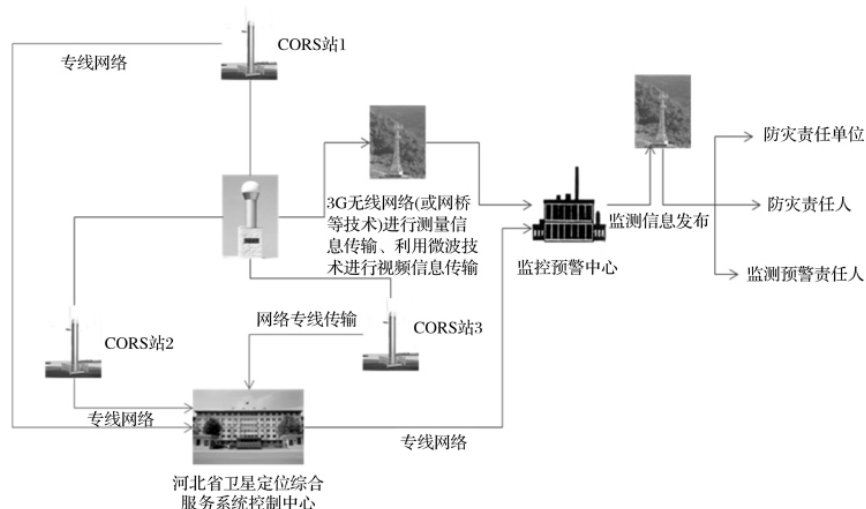 CORS站1
专线网络
防灾责任单位
3G无线网络(或网桥
等技术)进行测量信
息传输、利用微波技
术进行视频信息传输
防灾责任人
监测信息发布
监控预警中心
监测预警责任人
网络专线传输
CORS站3
CORS站2
专线网络
专线网络
河北省卫星定位综合
服务系统控制中心